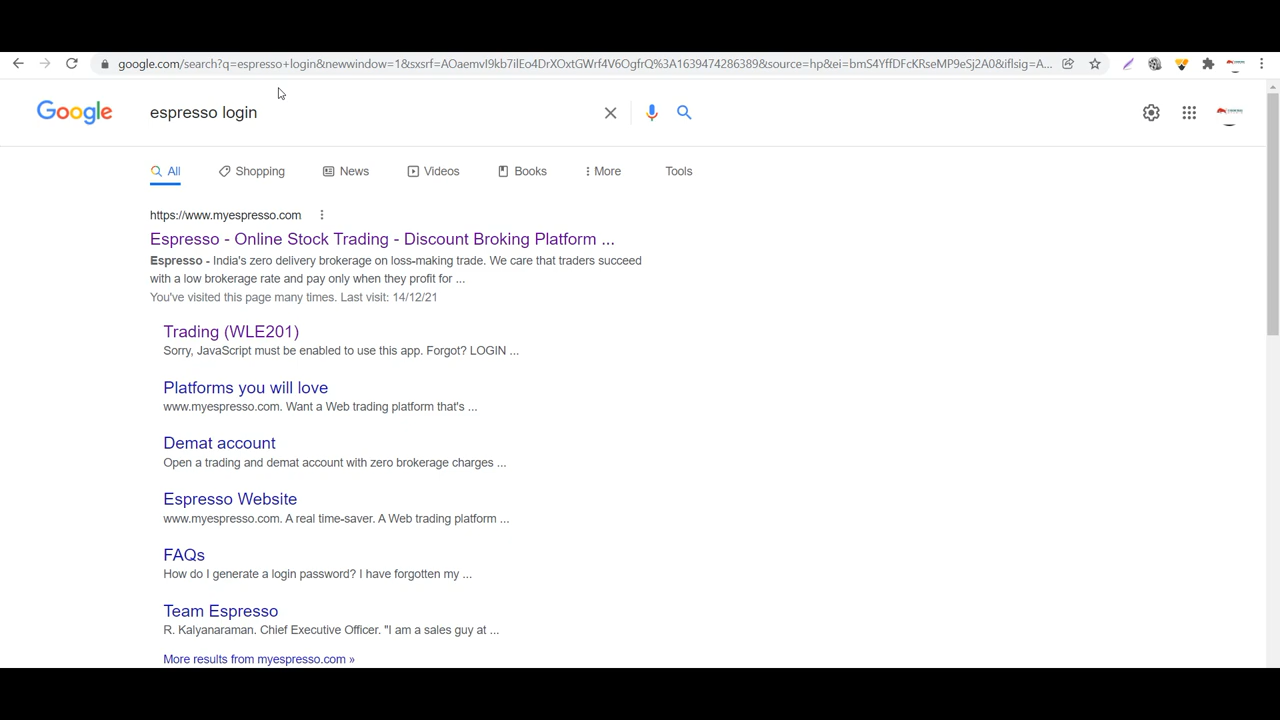 google.com/search?q=espresso+login&newwindow=1&sxsrf=AOaemvI9kb7iIEo4DrXOxtGWrf4V6OgfrQ%3A1639474286389&source=hp&ei=bmS4YffDFcKRseMP9eSj2A0&iflsig=A...
Google
espresso login
All Shopping News Videos Books More Tools
https://www.myespresso.com
Espresso - Online Stock Trading - Discount Broking Platform ...
Espresso - India's zero delivery brokerage on loss-making trade. We care that traders succeed
with a low brokerage rate and pay only when they profit for ...
You've visited this page many times. Last visit: 14/12/21
Trading (WLE201)
Sorry, JavaScript must be enabled to use this app. Forgot? LOGIN ...
Platforms you will love
www.myespresso.com. Want a Web trading platform that's ...
Demat account
Open a trading and demat account with zero brokerage charges ...
Espresso Website
www.myespresso.com. A real time-saver. A Web trading platform ...
FAQs
How do I generate a login password? I have forgotten my ...
Team Espresso
R. Kalyanaraman. Chief Executive Officer. "I am a sales guy at ...
More results from myespresso.com »